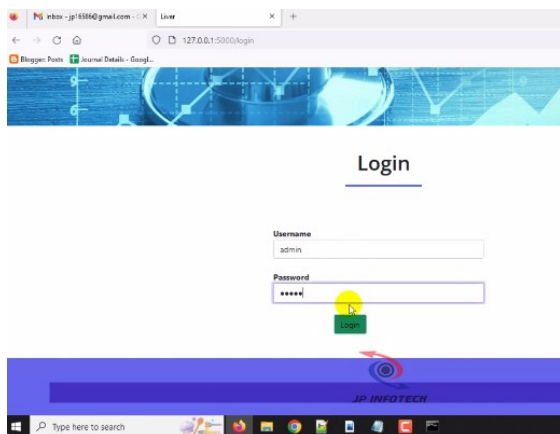 Inbox - jp16586@gmail.com - G
Liver
127.0.0.1:5000/login
Blogger: Posts
Journal Details - Googl...
Login
Username
admin
Password
•••••
Login
JP INFOTECH
Type here to search